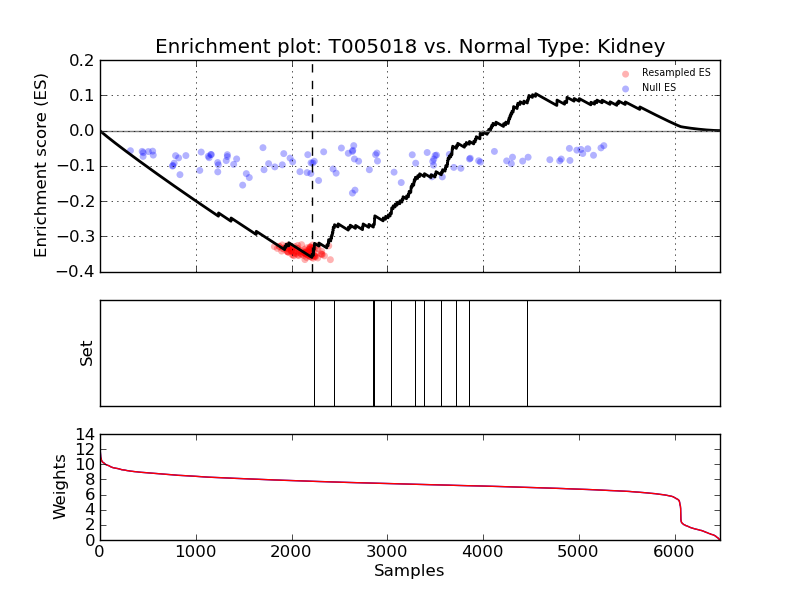 Enrichment plot: T005018 vs. Normal Type: Kidney
Enrichment score (ES)
0.2
0.1
0.0
−0.1
−0.2
−0.3
−0.4
Resampled ES
Null ES
Set
Weights
14
12
10
8
6
4
2
0
0 1000 2000 3000 4000 5000 6000
Samples